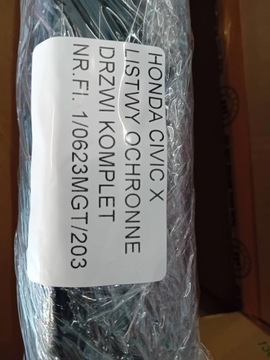 HONDA CIVIC X
LISTWY OCHRONNE
DRZWI KOMPLET
NR.FI. 1/0623MGT/203